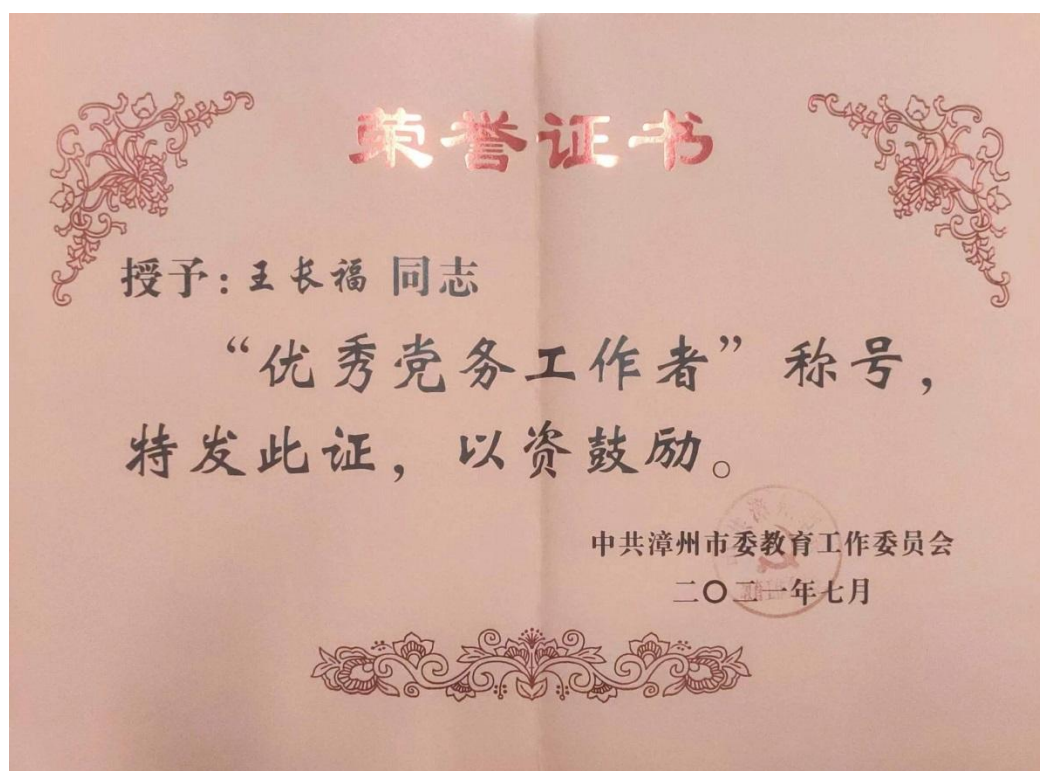 荣誉证书
授予：王长福 同志
“优秀党务工作者”称号，
特发此证，以资鼓励。
中共漳州市委教育工作委员会
二〇二一年七月